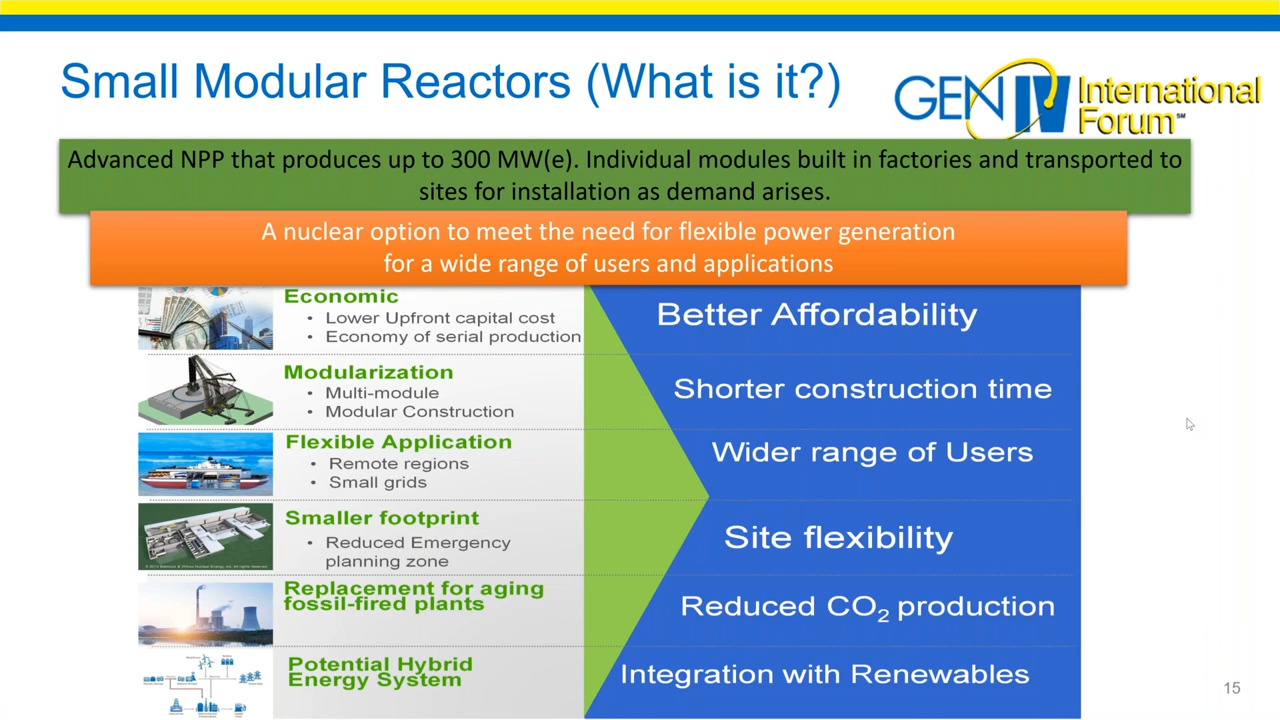 Small Modular Reactors (What is it?)
GEN IV International
Forum℠
Advanced NPP that produces up to 300 MW(e). Individual modules built in factories and transported to
sites for installation as demand arises.
A nuclear option to meet the need for flexible power generation
for a wide range of users and applications
Economic
• Lower Upfront capital cost
• Economy of serial production
Better Affordability
Modularization
• Multi-module
• Modular Construction
Shorter construction time
Flexible Application
• Remote regions
• Small grids
Wider range of Users
Smaller footprint
• Reduced Emergency
planning zone
Site flexibility
Replacement for aging
fossil-fired plants
Reduced CO₂ production
Potential Hybrid
Energy System
Integration with Renewables
15